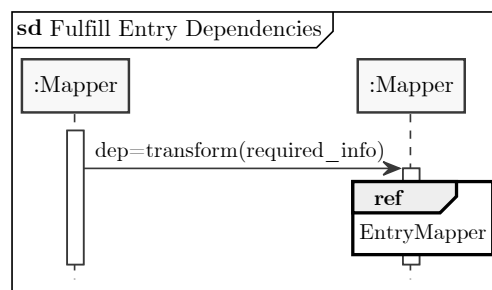 sd Fulfill Entry Dependencies
:Mapper
:Mapper
dep=transform(required_info)
ref
EntryMapper